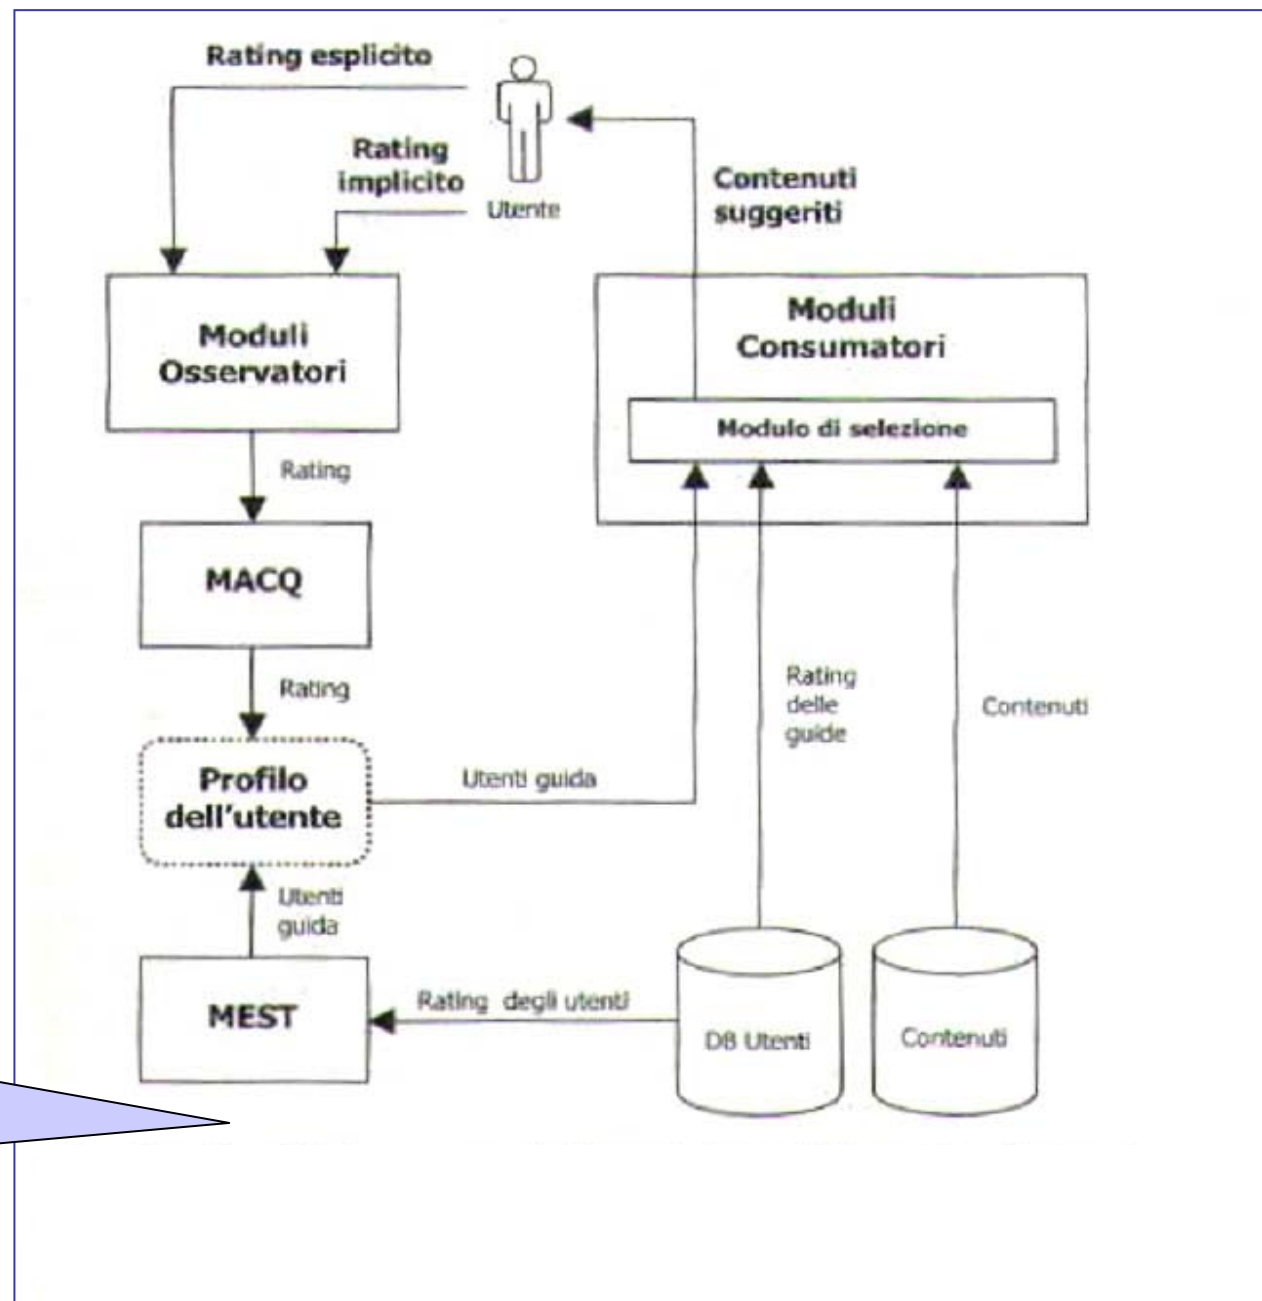 Rating esplicito
Rating
implicito
Utente
Contenuti
suggeriti
Moduli
Osservatori
Moduli
Consumatori
Modulo di selezione
Rating
MACQ
Rating
Rating
delle
guide
Contenuti
Profilo
dell'utente
Utenti guida
Utenti
guida
MEST
Rating degli utenti
DB Utenti
Contenuti